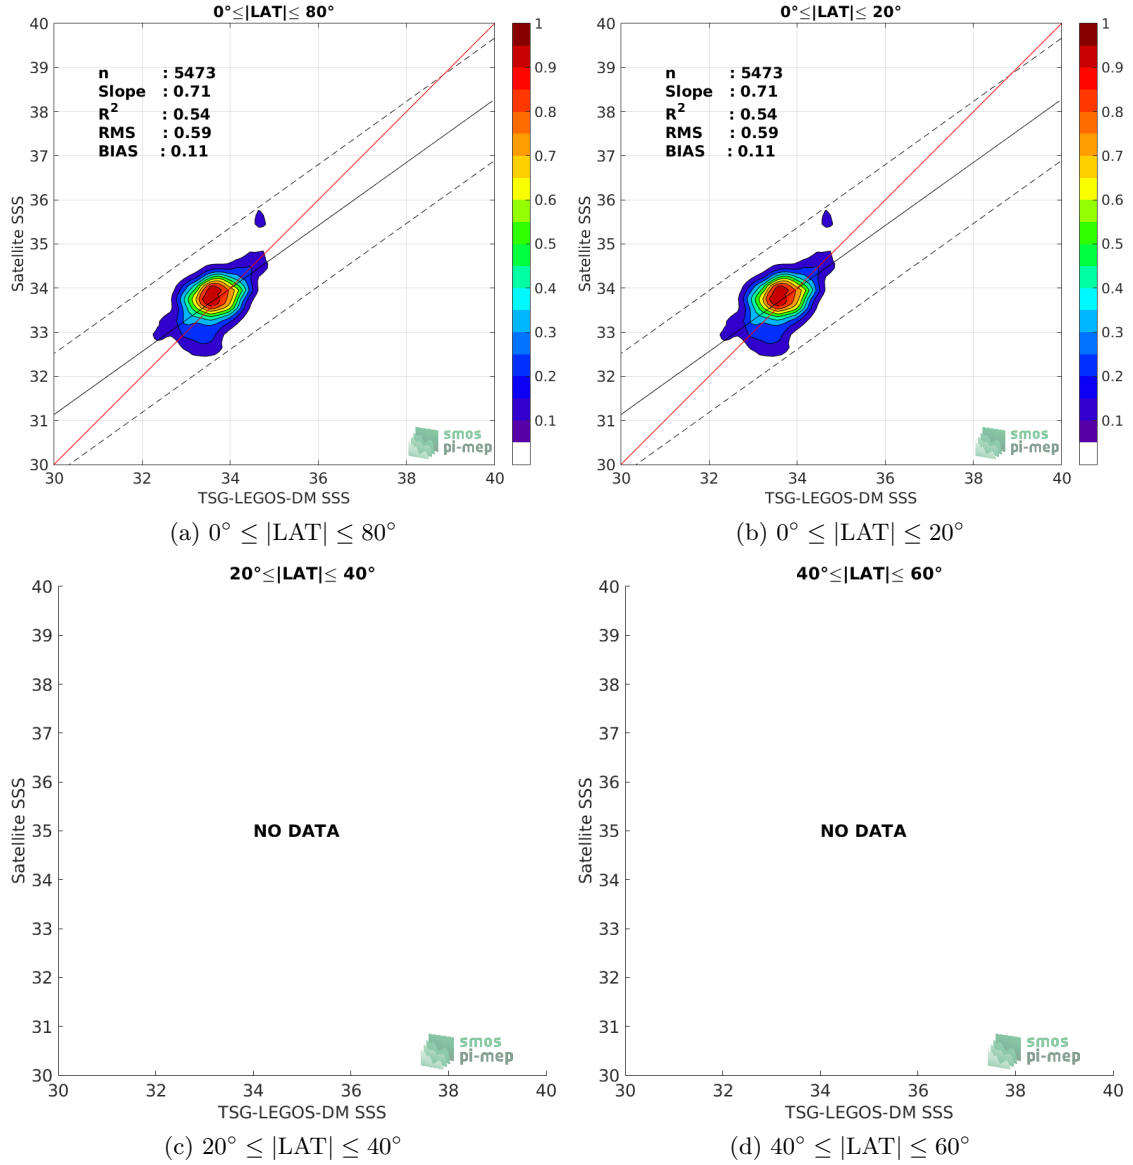 0°≤|LAT|≤ 80°
n : 5473
Slope : 0.71
R² : 0.54
RMS : 0.59
BIAS : 0.11
40
39
38
37
36
35
34
33
32
31
30
Satellite SSS
30 32 34 36 38 40
TSG-LEGOS-DM SSS
smos
pi-mep
1
0.9
0.8
0.7
0.6
0.5
0.4
0.3
0.2
0.1
(a) 0° ≤ |LAT| ≤ 80°
0°≤|LAT|≤ 20°
n : 5473
Slope : 0.71
R² : 0.54
RMS : 0.59
BIAS : 0.11
40
39
38
37
36
35
34
33
32
31
30
Satellite SSS
30 32 34 36 38 40
TSG-LEGOS-DM SSS
smos
pi-mep
1
0.9
0.8
0.7
0.6
0.5
0.4
0.3
0.2
0.1
(b) 0° ≤ |LAT| ≤ 20°
20°≤|LAT|≤ 40°
40
39
38
37
36
35
34
33
32
31
30
Satellite SSS
NO DATA
30 32 34 36 38 40
TSG-LEGOS-DM SSS
smos
pi-mep
(c) 20° ≤ |LAT| ≤ 40°
40°≤|LAT|≤ 60°
40
39
38
37
36
35
34
33
32
31
30
Satellite SSS
NO DATA
30 32 34 36 38 40
TSG-LEGOS-DM SSS
smos
pi-mep
(d) 40° ≤ |LAT| ≤ 60°